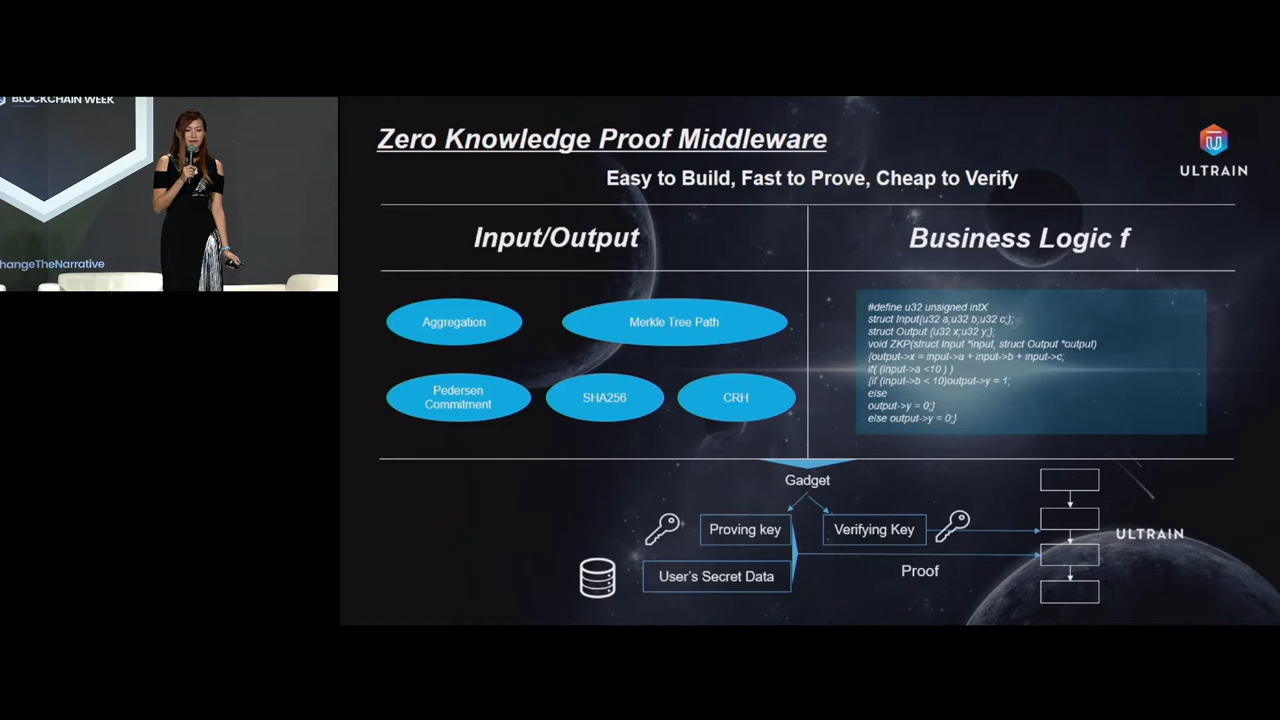 BLOCKCHAIN WEEK
hangeTheNarrative
Zero Knowledge Proof Middleware
ULTRAIN
Easy to Build, Fast to Prove, Cheap to Verify
Input/Output
Business Logic f
Aggregation
Merkle Tree Path
Pedersen
Commitment
SHA256
CRH
#define u32 unsigned intX
struct Input{u32 a;u32 b;u32 c;};
struct Output {u32 x;u32 y;};
void ZKP(struct Input *input, struct Output *output)
{output->x = input->a + input->b + input->c;
if( (input->a <10 ) )
{if (input->b < 10)output->y = 1;
else
output->y = 0;}
else output->y = 0;}
Gadget
Proving key
Verifying Key
ULTRAIN
User's Secret Data
Proof